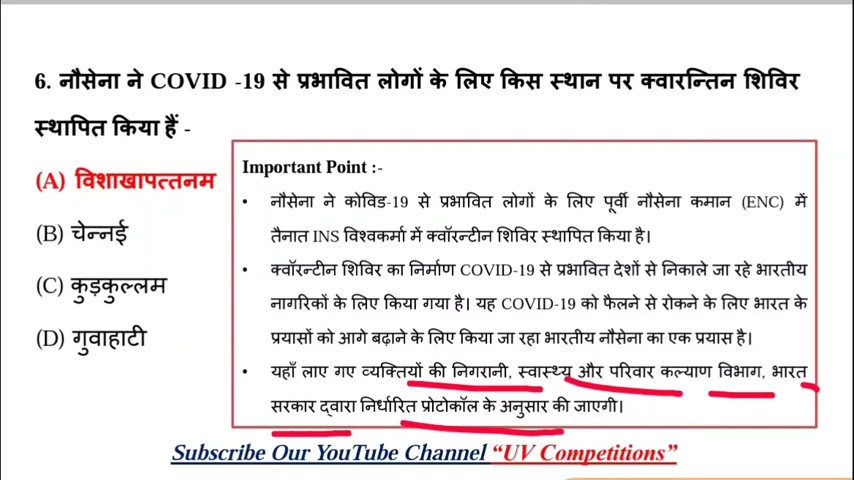 6. नौसेना ने COVID -19 से प्रभावित लोगों के लिए किस स्थान पर क्वारन्तिन शिविर
स्थापित किया हैं -
(A) विशाखापत्तनम
(B) चेन्नई
(C) कुड़कुल्लम
(D) गुवाहाटी
Important Point :-
• नौसेना ने कोविड-19 से प्रभावित लोगों के लिए पूर्वी नौसेना कमान (ENC) में
तैनात INS विश्वकर्मा में क्वॉरन्टीन शिविर स्थापित किया है।
• क्वॉरन्टीन शिविर का निर्माण COVID-19 से प्रभावित देशों से निकाले जा रहे भारतीय
नागरिकों के लिए किया गया है। यह COVID-19 को फैलने से रोकने के लिए भारत के
प्रयासों को आगे बढ़ाने के लिए किया जा रहा भारतीय नौसेना का एक प्रयास है।
• यहाँ लाए गए व्यक्तियों की निगरानी, स्वास्थ्य और परिवार कल्याण विभाग, भारत
सरकार द्वारा निर्धारित प्रोटोकॉल के अनुसार की जाएगी।
Subscribe Our YouTube Channel “UV Competitions”